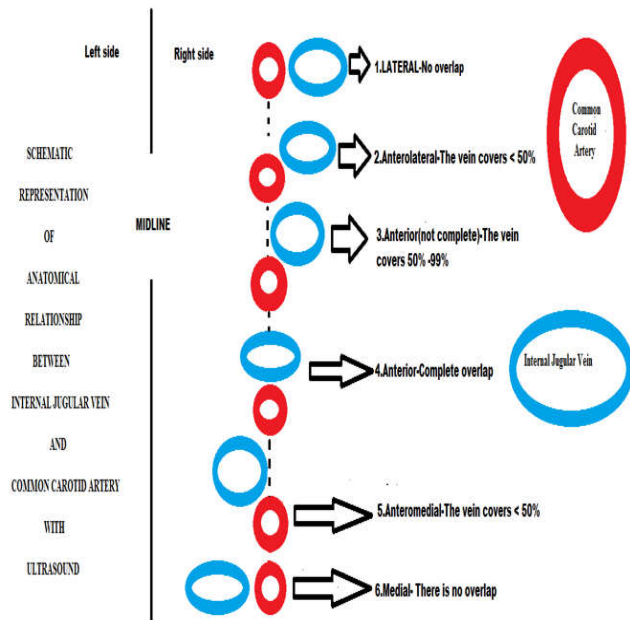 Left side
Right side
1.LATERAL-No overlap
Common
Carotid
Artery
SCHEMATIC
REPRESENTATION
OF
ANATOMICAL
RELATIONSHIP
BETWEEN
INTERNAL JUGULAR VEIN
AND
COMMON CAROTID ARTERY
WITH
ULTRASOUND
2.Anterolateral-The vein covers < 50%
MIDLINE
3.Anterior(not complete)-The vein
covers 50% -99%
4.Anterior-Complete overlap
Internal Jugular Vein
5.Anteromedial-The vein covers < 50%
6.Medial- There is no overlap